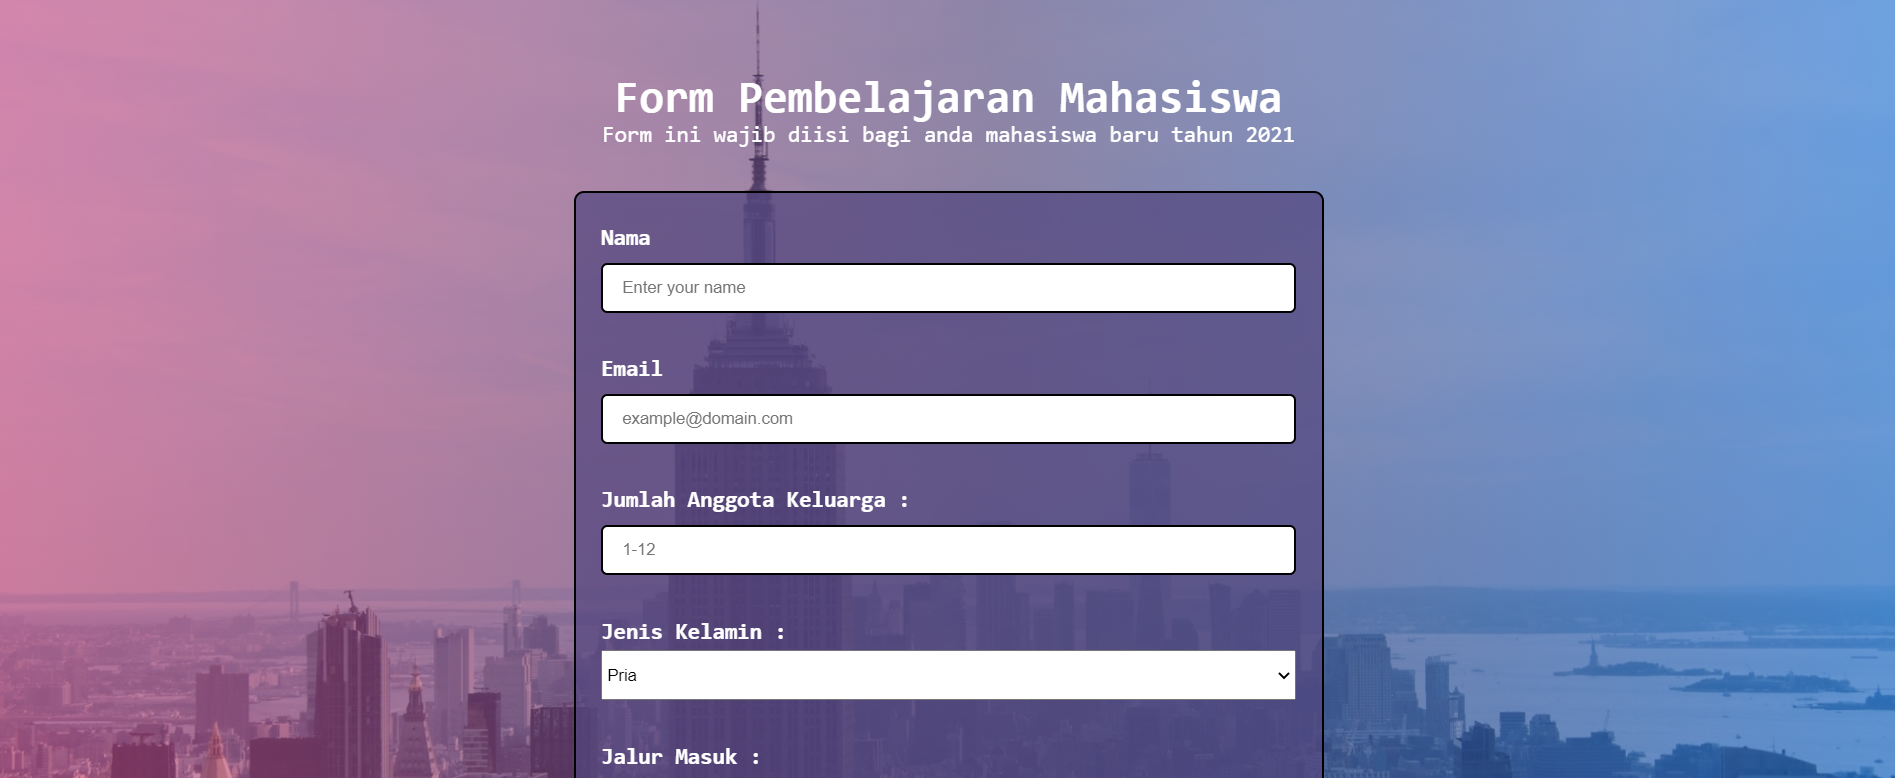 Form Pembelajaran Mahasiswa
Form ini wajib diisi bagi anda mahasiswa baru tahun 2021
Nama
Enter your name
Email
example@domain.com
Jumlah Anggota Keluarga :
1-12
Jenis Kelamin :
Pria
Jalur Masuk :